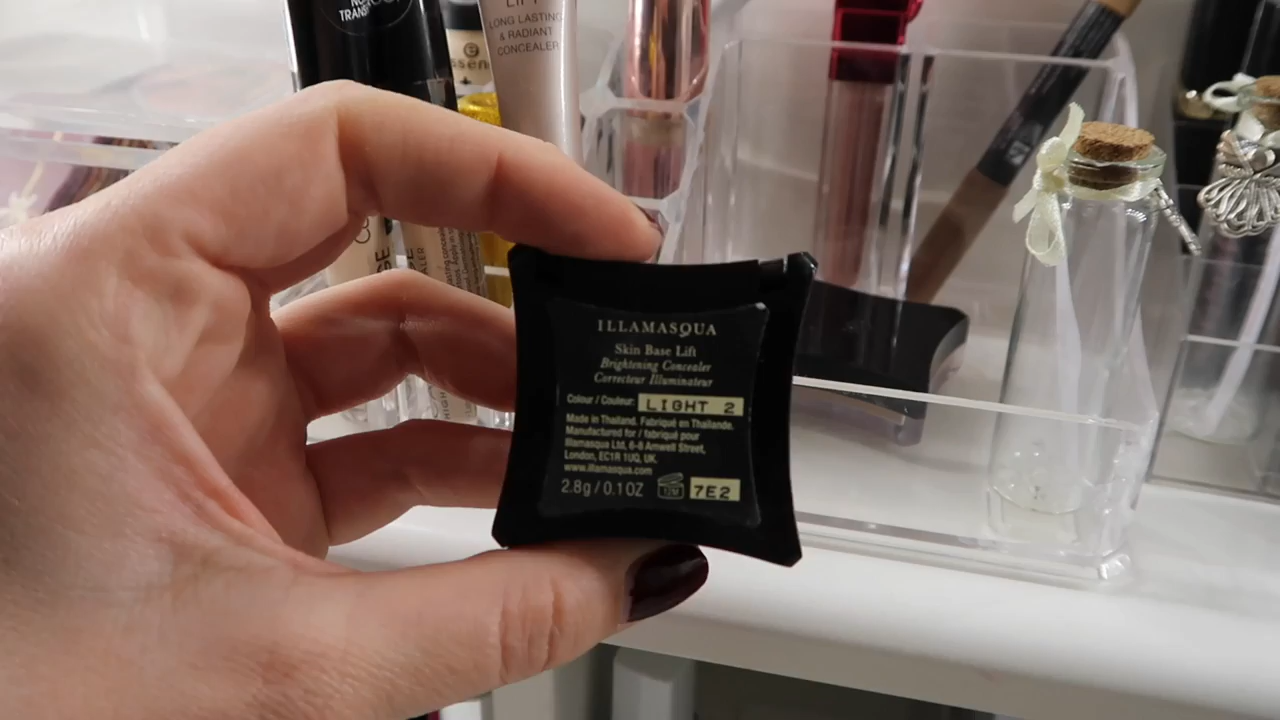 LONG LASTING
& RADIANT
CONCEALER
ILLAMASQUA
Skin Base Lift
Brightening Concealer
Correcteur Illuminateur
Colour / Couleur: LIGHT 2
Made in Thailand. Fabriqué en Thaïlande.
Manufactured for / fabriqué pour
Illamasqua Ltd, 6-8 Amwell Street,
London, EC1R 1UQ, UK.
www.illamasqua.com
2.8g / 0.1OZ 12M 7E2